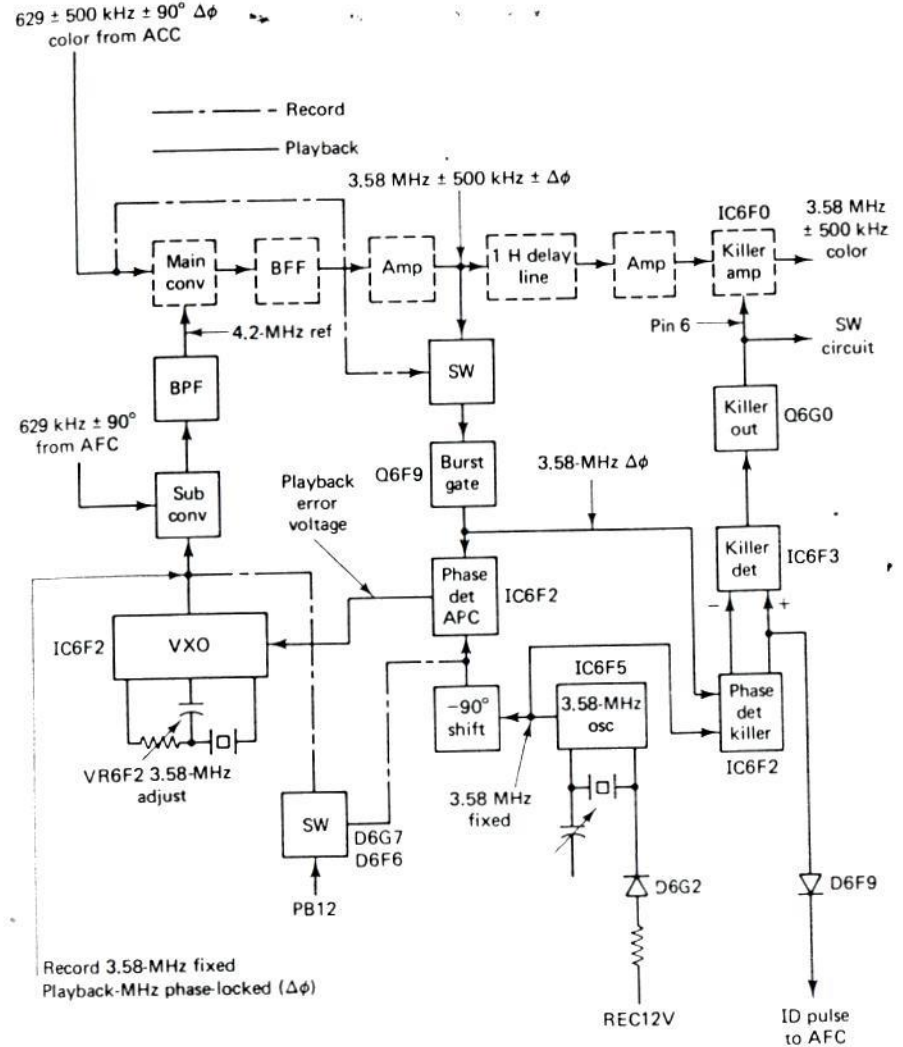 629 ± 500 kHz ± 90° Δϕ
color from ACC
Record
Playback
3.58 MHz ± 500 kHz ± Δϕ
IC6F0
3.58 MHz
± 500 kHz
color
Main
conv
BFF
Amp
1 H delay
line
Amp
Killer
amp
4.2-MHz ref
Pin 6
SW
circuit
BPF
SW
Killer
out
Q6G0
629 kHz ± 90°
from AFC
Q6F9
Burst
gate
3.58-MHz Δϕ
Playback
error
voltage
Sub
conv
Killer
det
IC6F3
Phase
det
APC
IC6F2
−
+
IC6F2
VXO
IC6F5
−90°
shift
3.58-MHz
osc
Phase
det
killer
IC6F2
VR6F2 3.58-MHz
adjust
3.58 MHz
fixed
SW
D6G7
D6F6
PB12
D6G2
D6F9
Record 3.58-MHz fixed
Playback-MHz phase-locked (Δϕ)
REC12V
ID pulse
to AFC